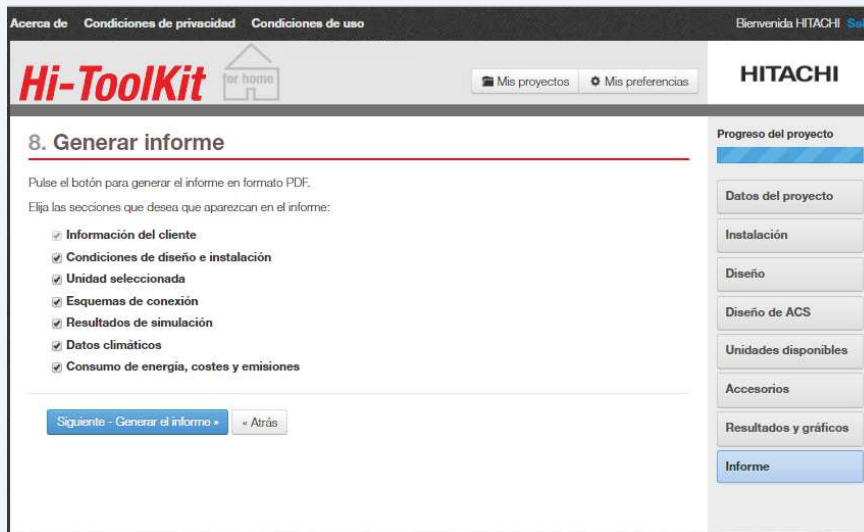 Acerca de Condiciones de privacidad Condiciones de uso Bienvenida HITACHI
Hi-ToolKit for home Mis proyectos Mis preferencias HITACHI
8. Generar informe
Pulse el botón para generar el informe en formato PDF.
Elija las secciones que desea que aparezcan en el informe:
Información del cliente
Condiciones de diseño e instalación
Unidad seleccionada
Esquemas de conexión
Resultados de simulación
Datos climáticos
Consumo de energía, costes y emisiones
Siguiente - Generar el informe » « Atrás
Progreso del proyecto
Datos del proyecto
Instalación
Diseño
Diseño de ACS
Unidades disponibles
Accesorios
Resultados y gráficos
Informe